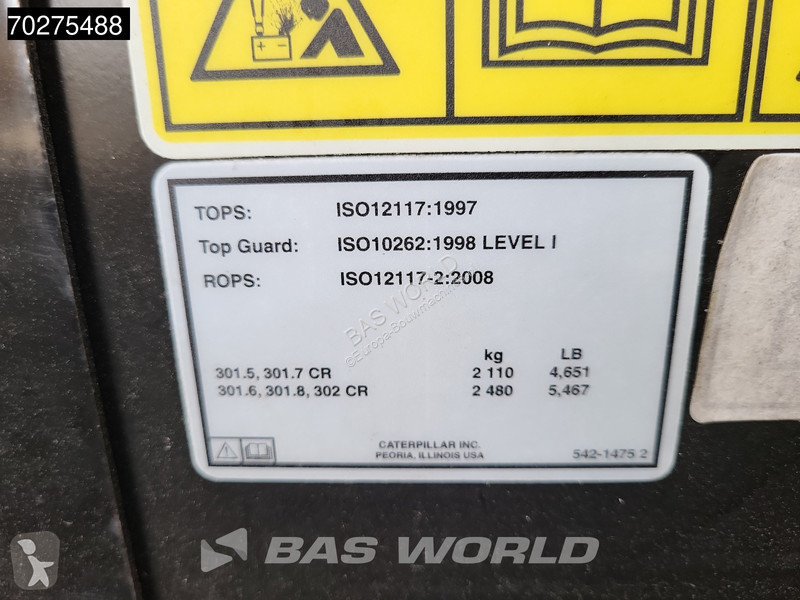 70275488
TOPS: ISO12117:1997
Top Guard: ISO10262:1998 LEVEL I
ROPS: ISO12117-2:2008
BAS WORLD
©Europa-Bouwmachines
kg LB
301.5, 301.7 CR 2 110 4,651
301.6, 301.8, 302 CR 2 480 5,467
CATERPILLAR INC.
PEORIA, ILLINOIS USA 542-1475 2
BAS WORLD